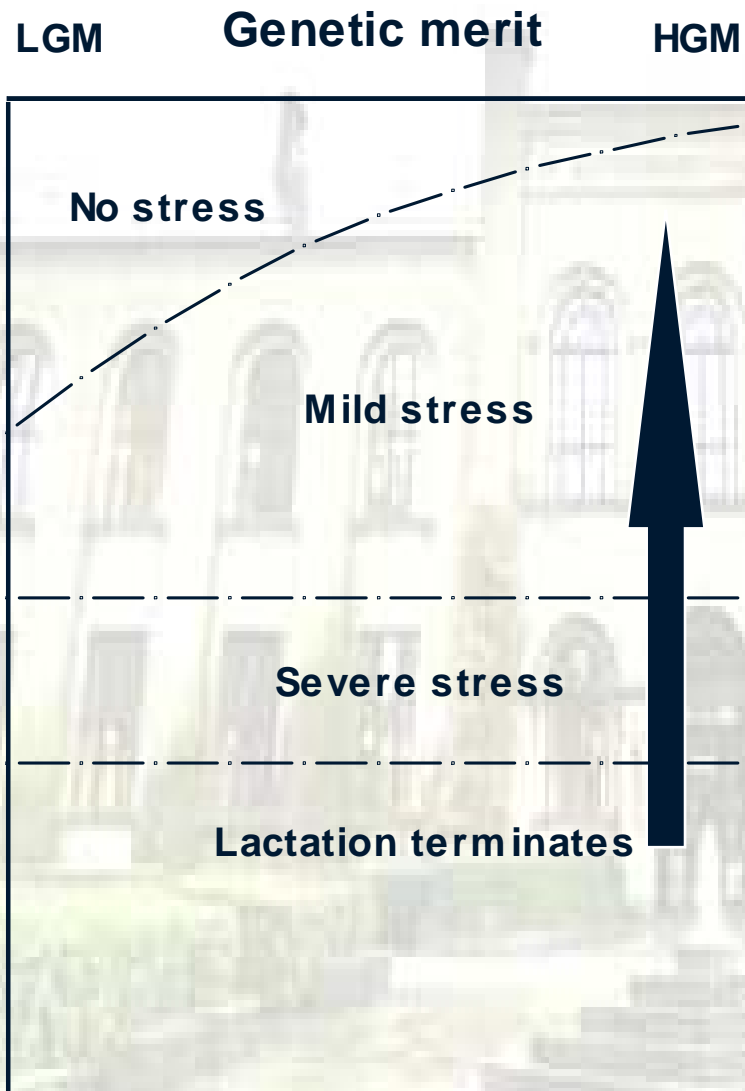 LGM Genetic merit HGM
No stress
Mild stress
Severe stress
Lactation terminates